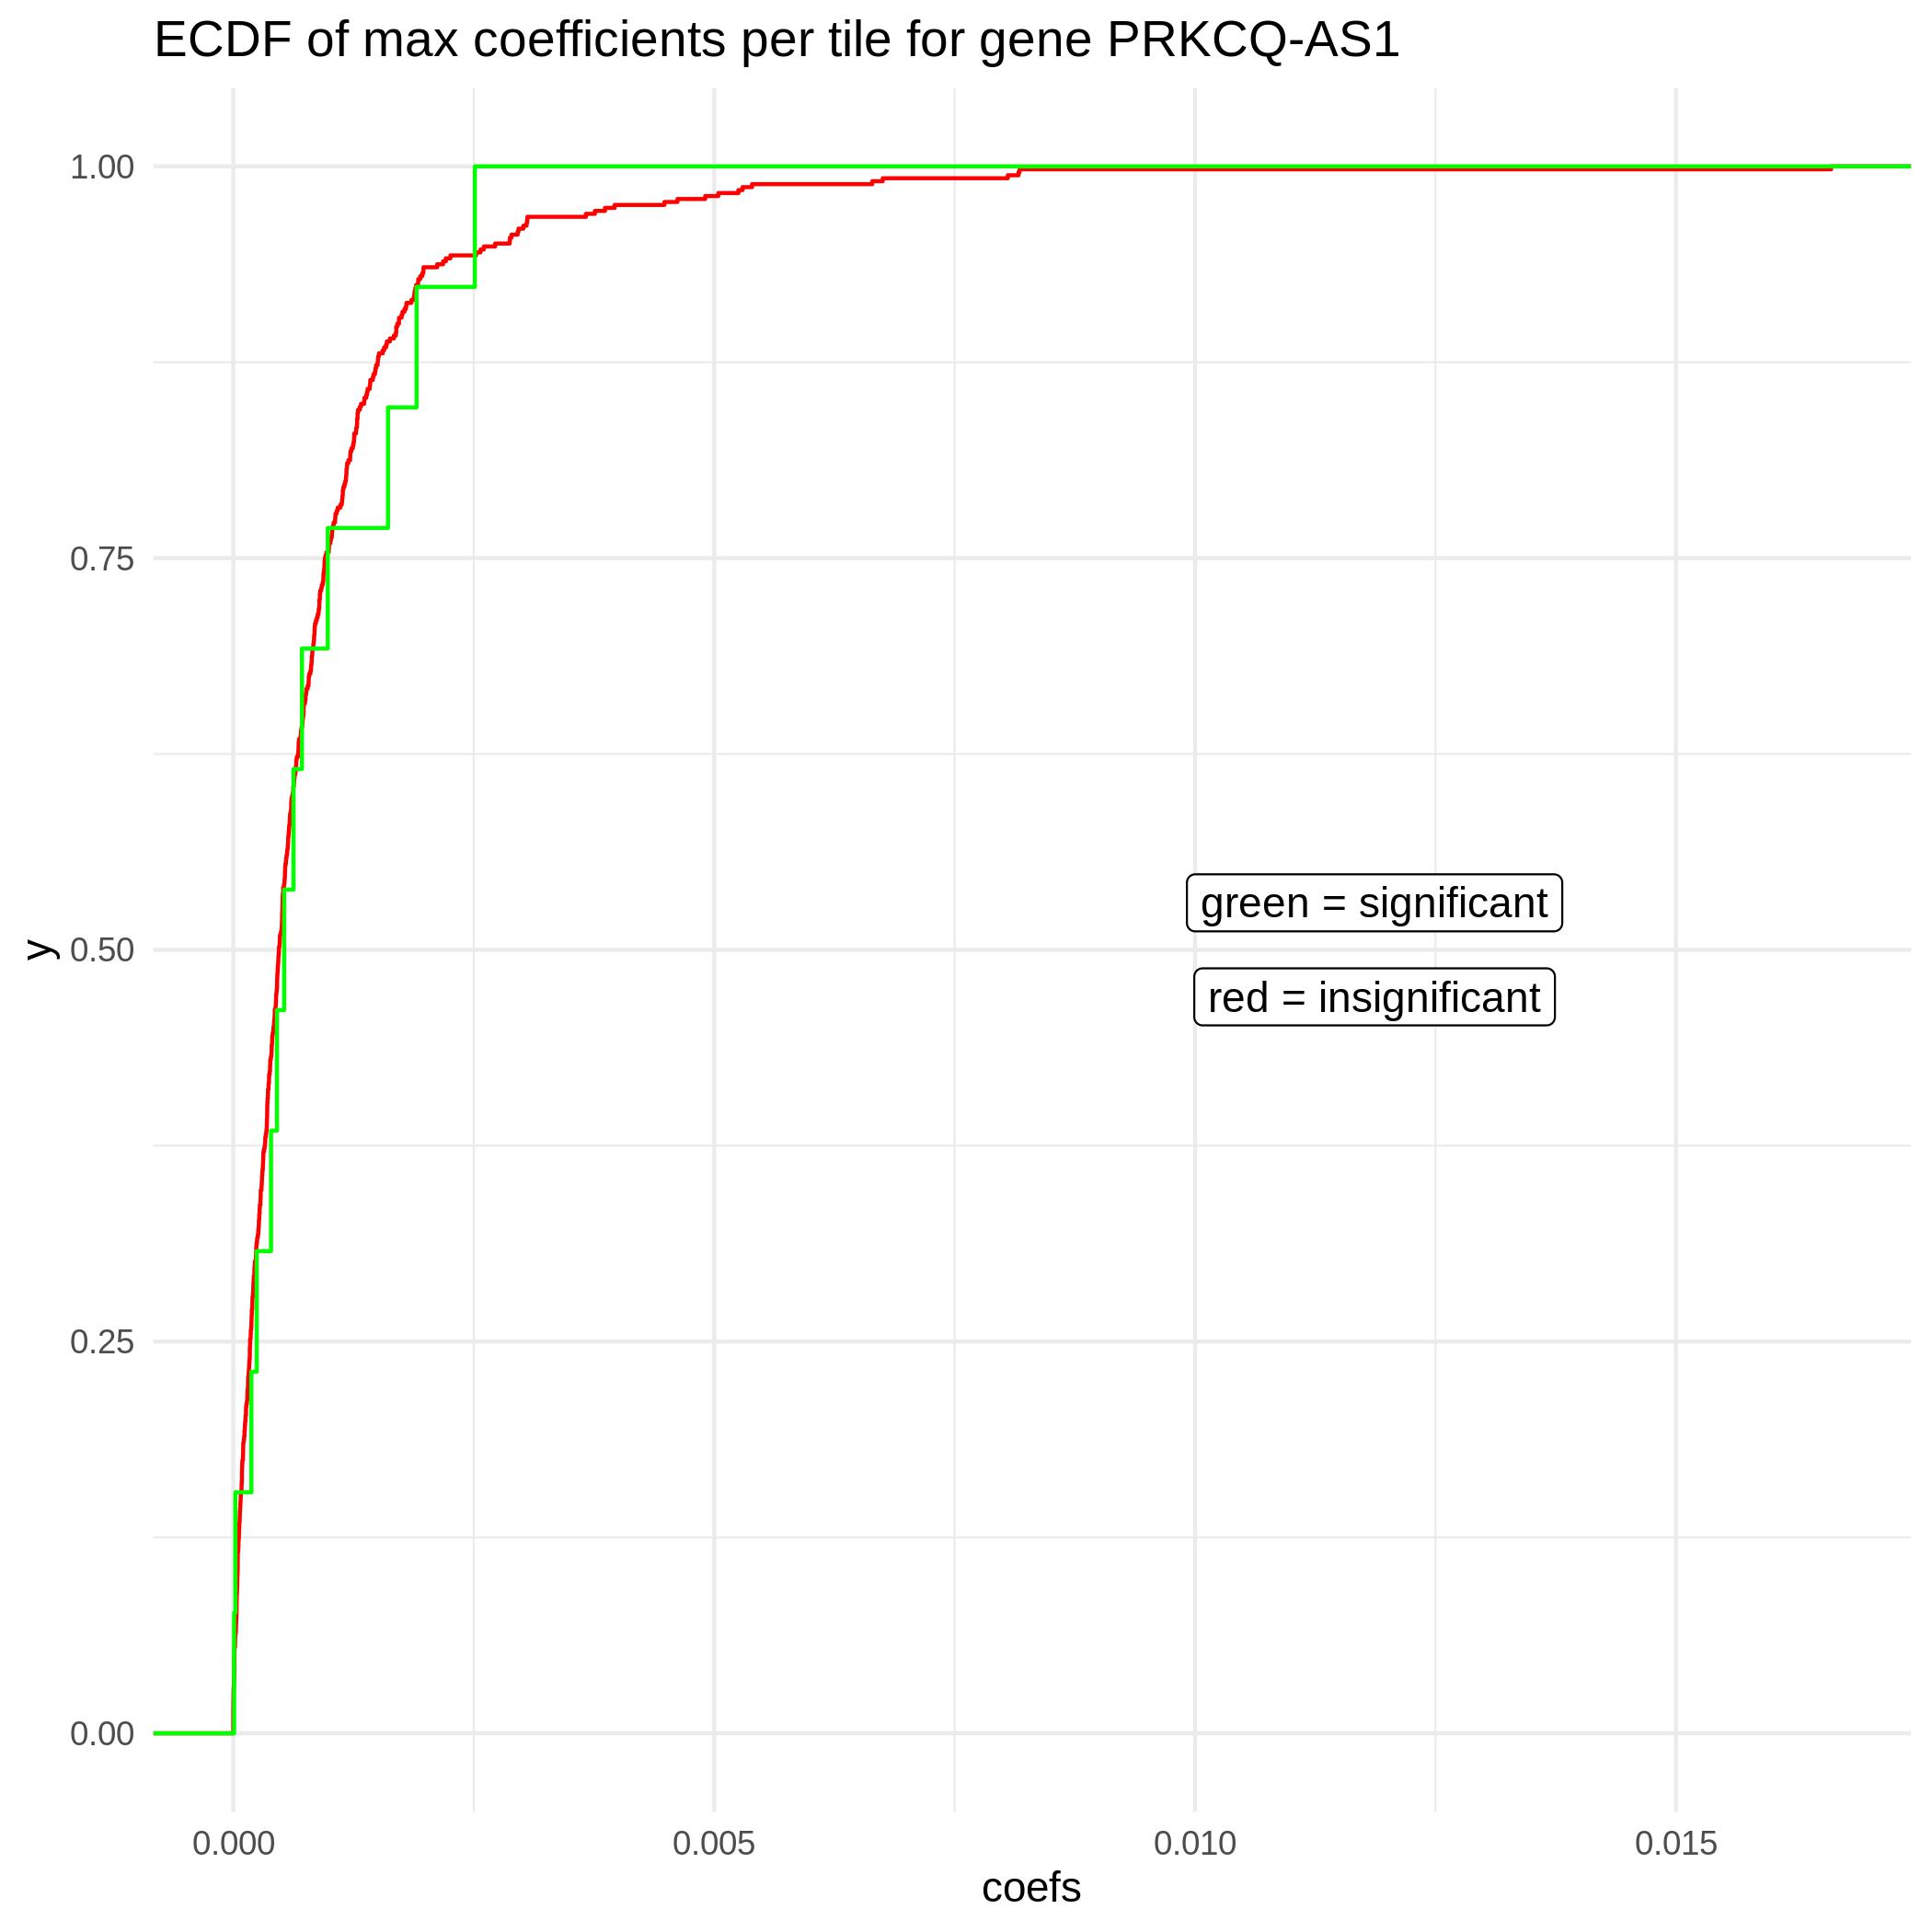 ECDF of max coefficients per tile for gene PRKCQ-AS1
1.00
0.75
0.50
0.25
0.00
y
green = significant
red = insignificant
0.000 0.005 0.010 0.015
coefs